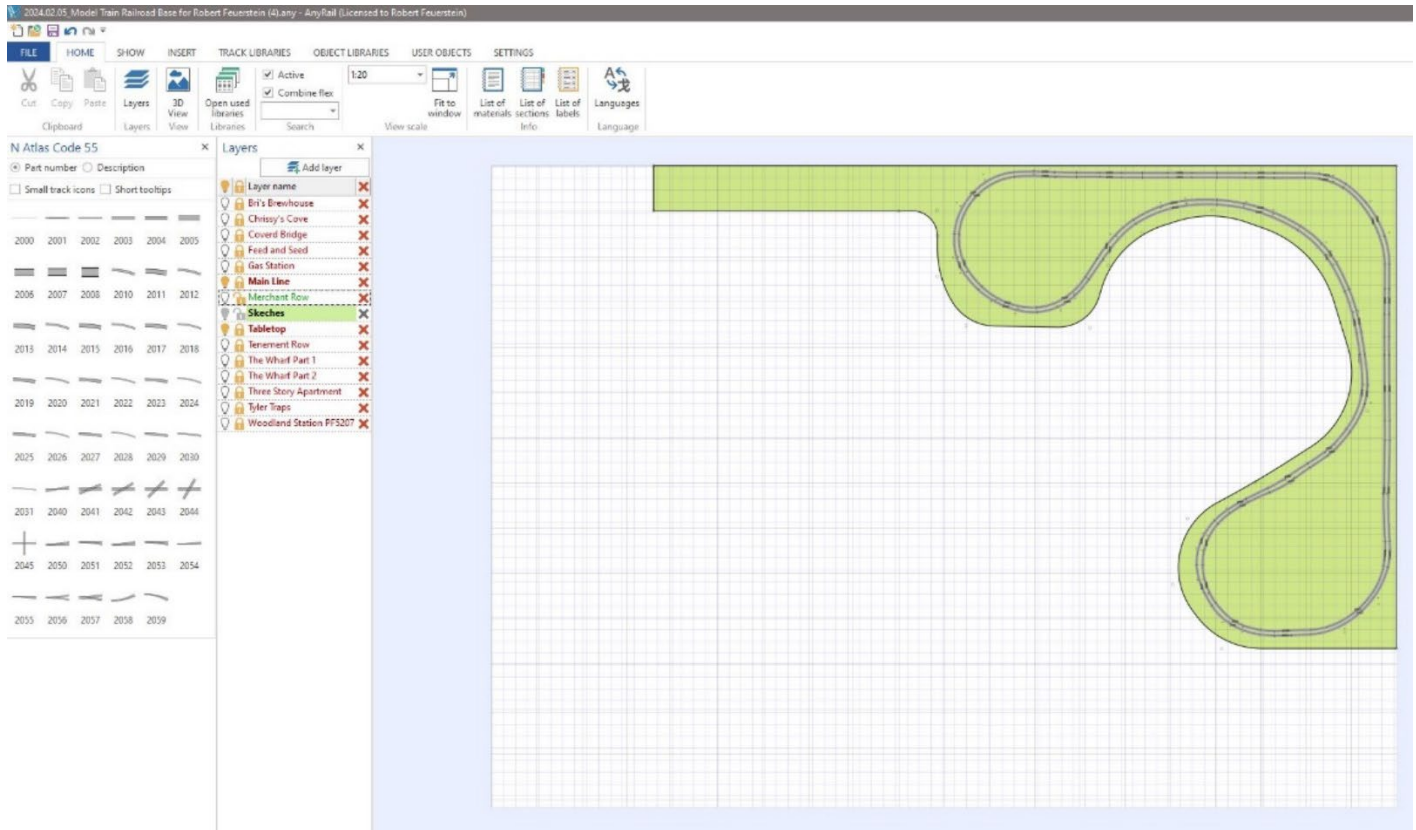 2024.02.05_Model Train Railroad Base for Robert Feuerstein (4).any - AnyRail (Licensed to Robert Feuerstein)
FILE HOME SHOW INSERT TRACK LIBRARIES OBJECT LIBRARIES USER OBJECTS SETTINGS
Active
Combine flex
1:20
Cut Copy Paste Layers 3D View Open used libraries Fit to window List of materials List of sections List of labels Languages
Clipboard Layers View Libraries Search View scale Info Language
N Atlas Code 55
Part number Description
Small track icons Short tooltips
2000 2001 2002 2003 2004 2005
2006 2007 2008 2010 2011 2012
2013 2014 2015 2016 2017 2018
2019 2020 2021 2022 2023 2024
2025 2026 2027 2028 2029 2030
2031 2040 2041 2042 2043 2044
2045 2050 2051 2052 2053 2054
2055 2056 2057 2058 2059
Layers
Add layer
Layer name
Bri's Brewhouse
Chrissy's Cove
Coverd Bridge
Feed and Seed
Gas Station
Main Line
Merchant Row
Skeches
Tabletop
Tenement Row
The Wharf Part 1
The Wharf Part 2
Three Story Apartment
Tyler Traps
Woodland Station PF5207